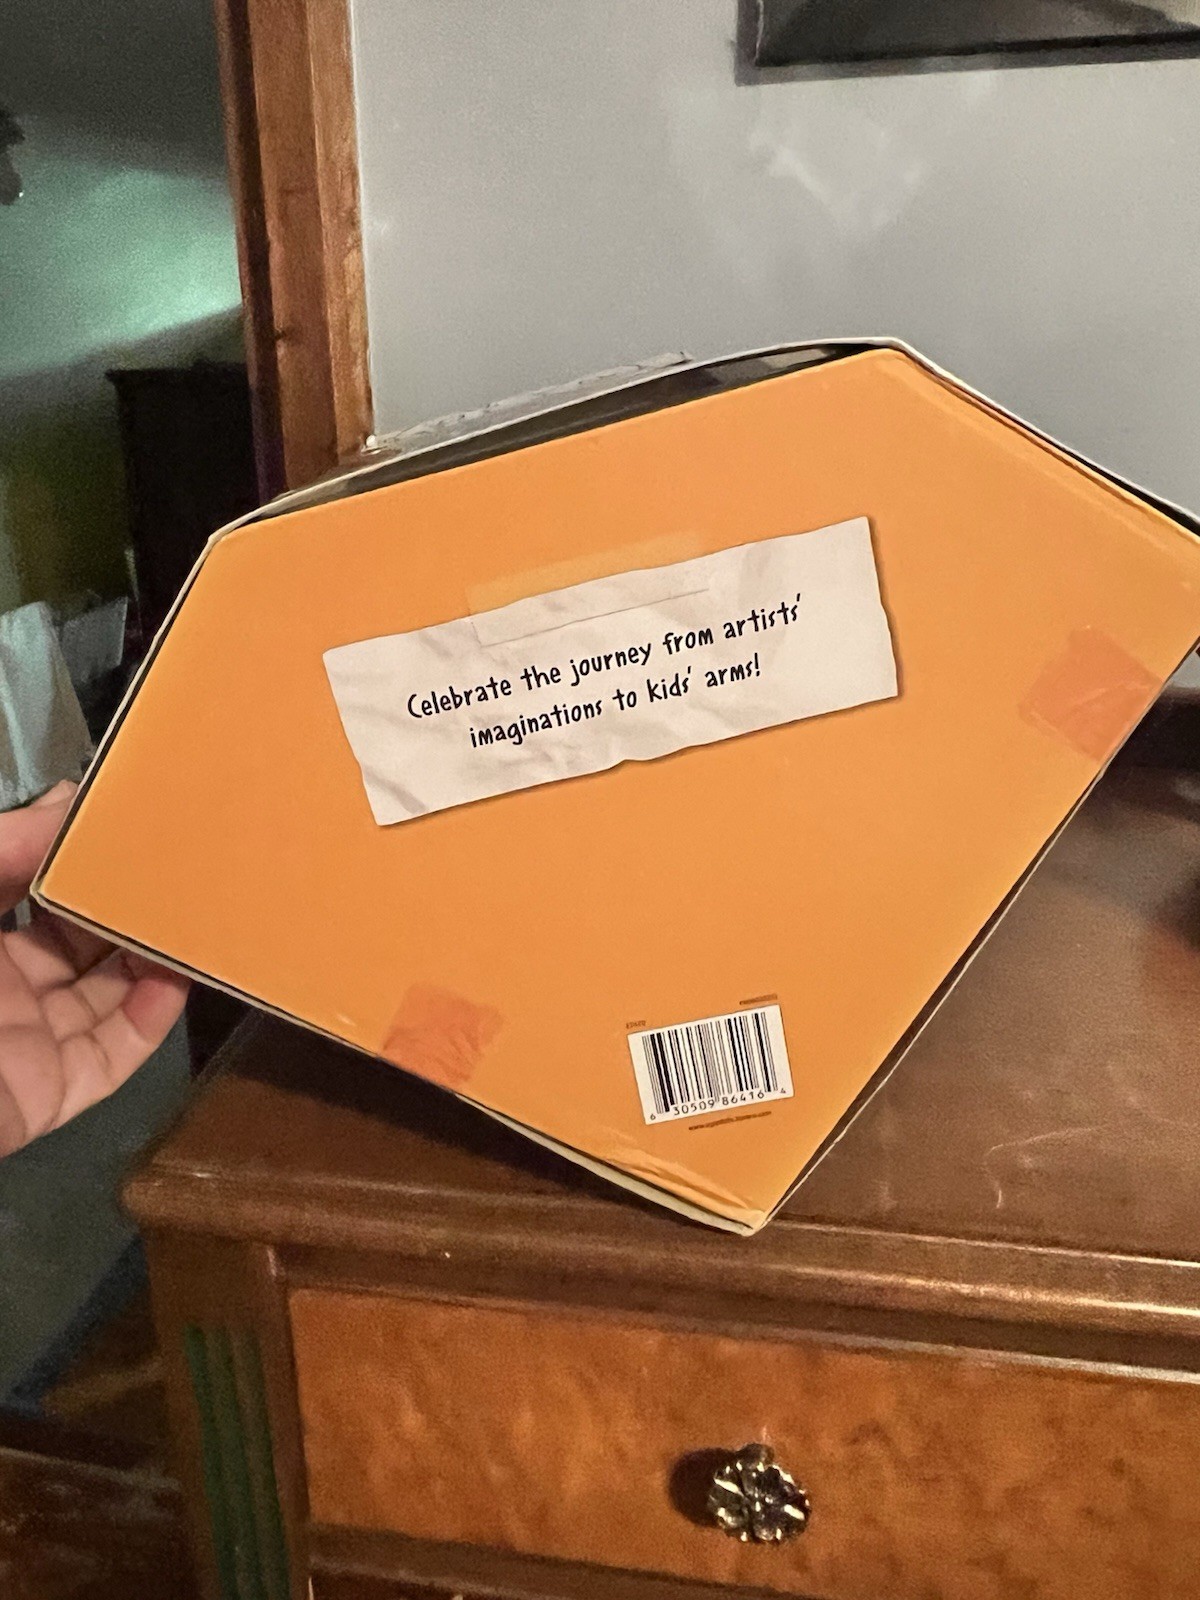 Celebrate the journey from artists'
imaginations to kids' arms!
6 30509 86416 4